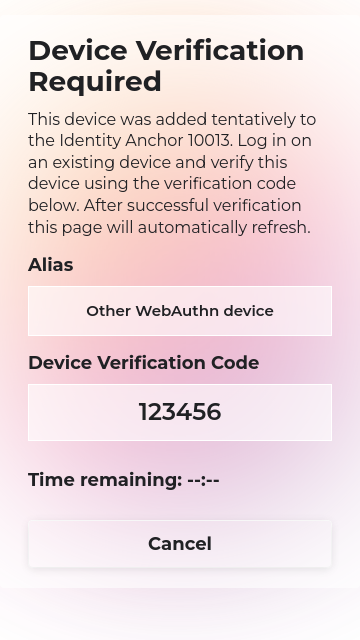 Device Verification
Required
This device was added tentatively to
the Identity Anchor 10013. Log in on
an existing device and verify this
device using the verification code
below. After successful verification
this page will automatically refresh.
Alias
Other WebAuthn device
Device Verification Code
123456
Time remaining: --:--
Cancel